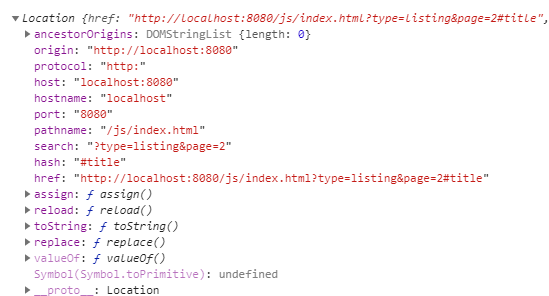 ▼Location {href: "http://localhost:8080/js/index.html?type=listing&page=2#title",
▶ancestorOrigins: DOMStringList {length: 0}
origin: "http://localhost:8080"
protocol: "http:"
host: "localhost:8080"
hostname: "localhost"
port: "8080"
pathname: "/js/index.html"
search: "?type=listing&page=2"
hash: "#title"
href: "http://localhost:8080/js/index.html?type=listing&page=2#title"
▶assign: ƒ assign()
▶reload: ƒ reload()
▶toString: ƒ toString()
▶replace: ƒ replace()
▶valueOf: ƒ valueOf()
Symbol(Symbol.toPrimitive): undefined
▶__proto__: Location